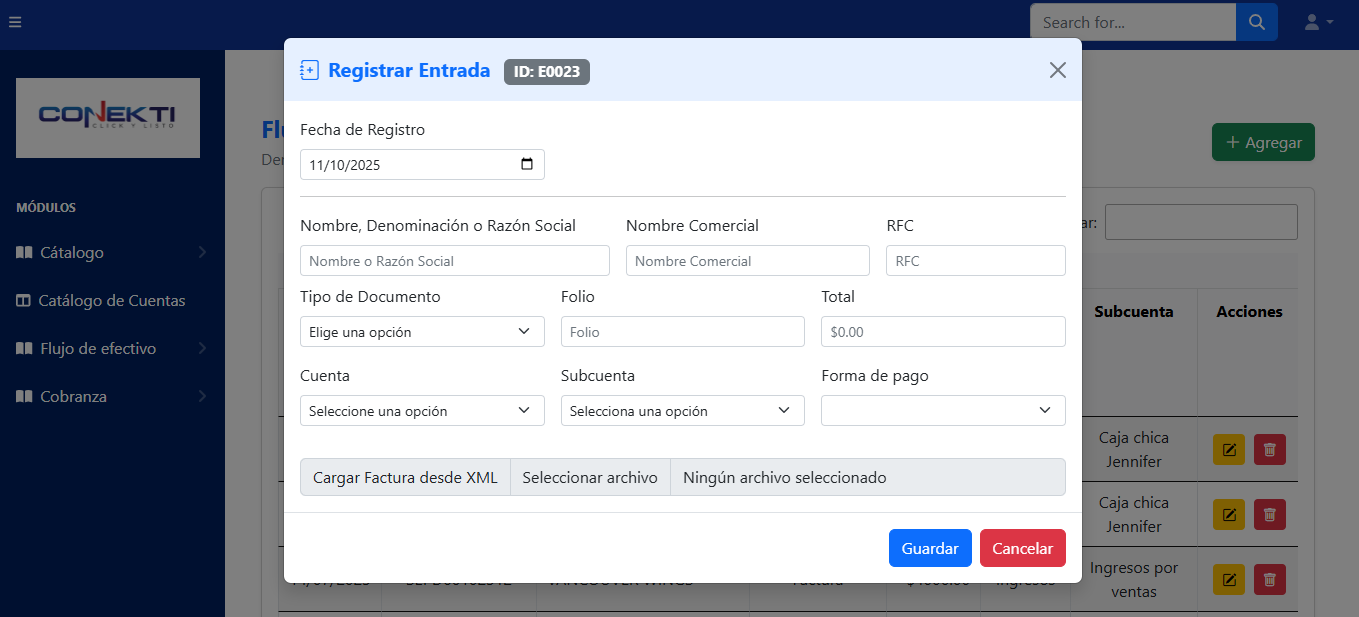 Search for...
CONEKTI
CLICK Y LISTO
MÓDULOS
Cátalogo
Catálogo de Cuentas
Flujo de efectivo
Cobranza
Agregar
Registrar Entrada ID: E0023
Fecha de Registro
11/10/2025
Nombre, Denominación o Razón Social Nombre Comercial RFC
Nombre o Razón Social Nombre Comercial RFC
Tipo de Documento Folio Total
Elige una opción Folio $0.00
Cuenta Subcuenta Forma de pago
Seleccione una opción Selecciona una opción
Cargar Factura desde XML Seleccionar archivo Ningún archivo seleccionado
Guardar Cancelar
Subcuenta Acciones
Caja chica
Jennifer
Caja chica
Jennifer
Ingresos por
ventas